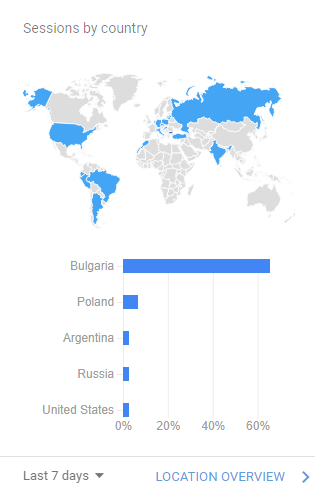 Sessions by country
Bulgaria
Poland
Argentina
Russia
United States
0% 20% 40% 60%
Last 7 days LOCATION OVERVIEW